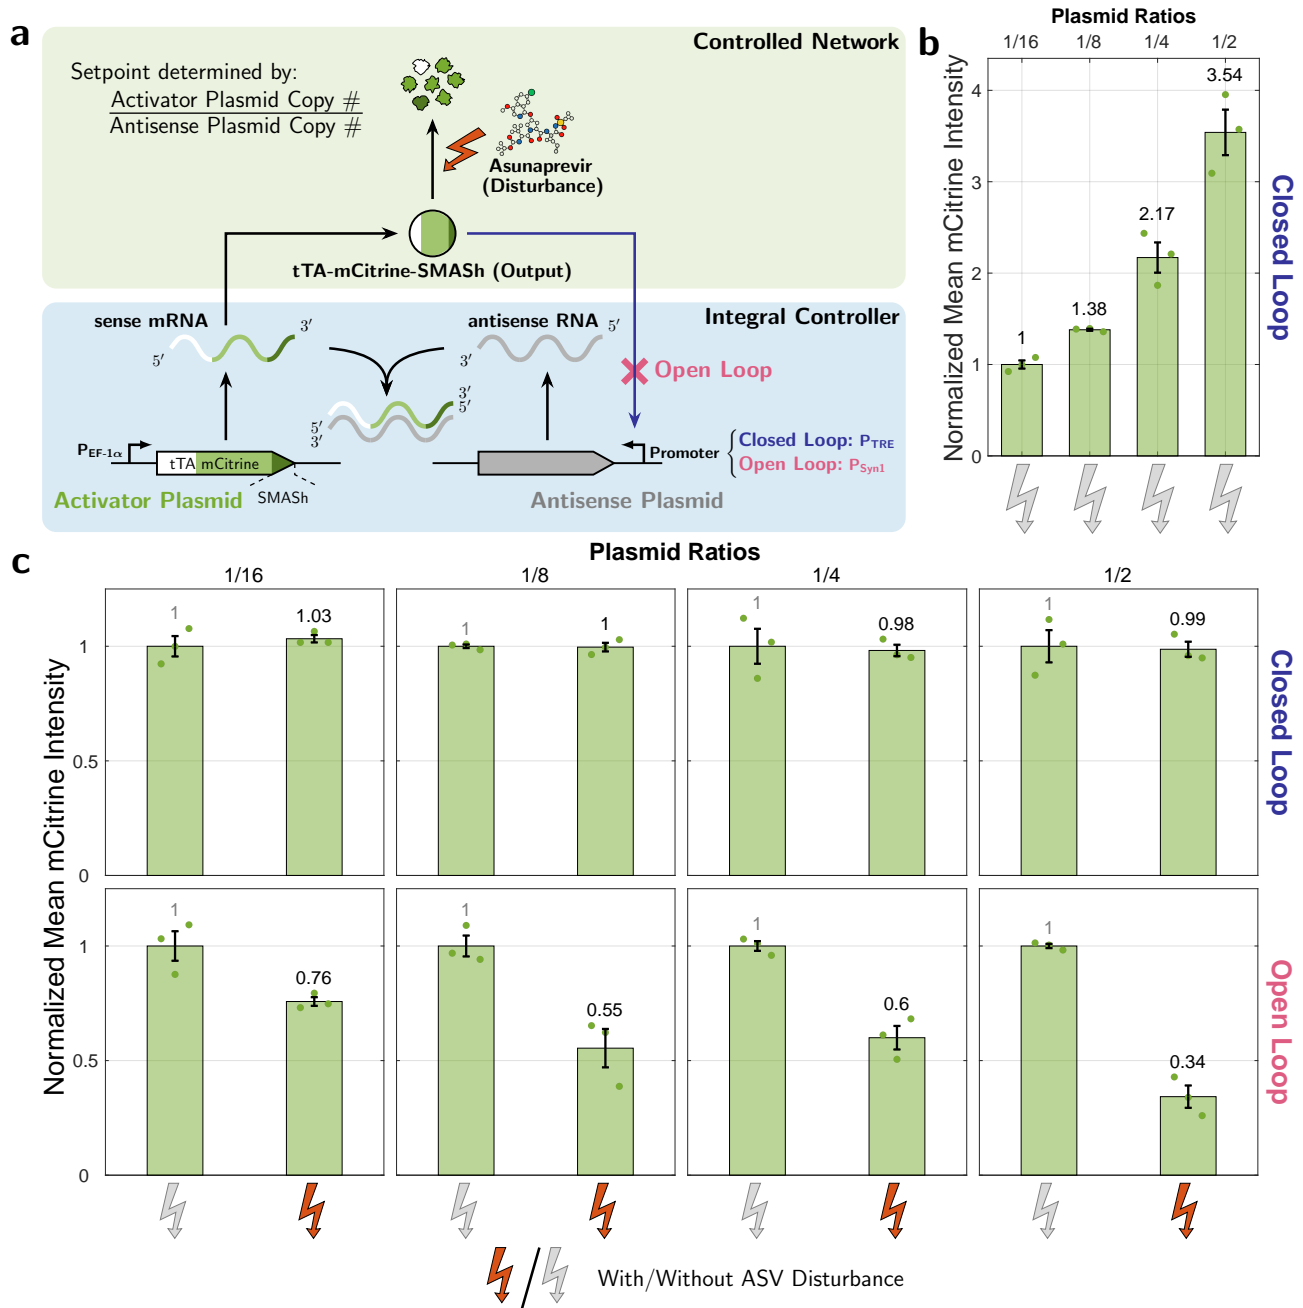 a
Controlled Network
Setpoint determined by:
Activator Plasmid Copy #
Antisense Plasmid Copy #
Asunaprevir
(Disturbance)
tTA-mCitrine-SMASh (Output)
Integral Controller
sense mRNA
3′
5′
antisense RNA
5′
3′
Open Loop
3′
5′
5′
3′
PEF-1α
tTA mCitrine
SMASh
Activator Plasmid
Antisense Plasmid
Promoter
Closed Loop: PTRE
Open Loop: PSyn1
b
Plasmid Ratios
1/16 1/8 1/4 1/2
Normalized Mean mCitrine Intensity
4
3
2
1
0
1
1.38
2.17
3.54
Closed Loop
c
Plasmid Ratios
1/16 1/8 1/4 1/2
Normalized Mean mCitrine Intensity
1
0.5
0
1 1.03
1 1
1 0.98
1 0.99
Closed Loop
1
0.5
0
1 0.76
1 0.55
1 0.6
1 0.34
Open Loop
With/Without ASV Disturbance